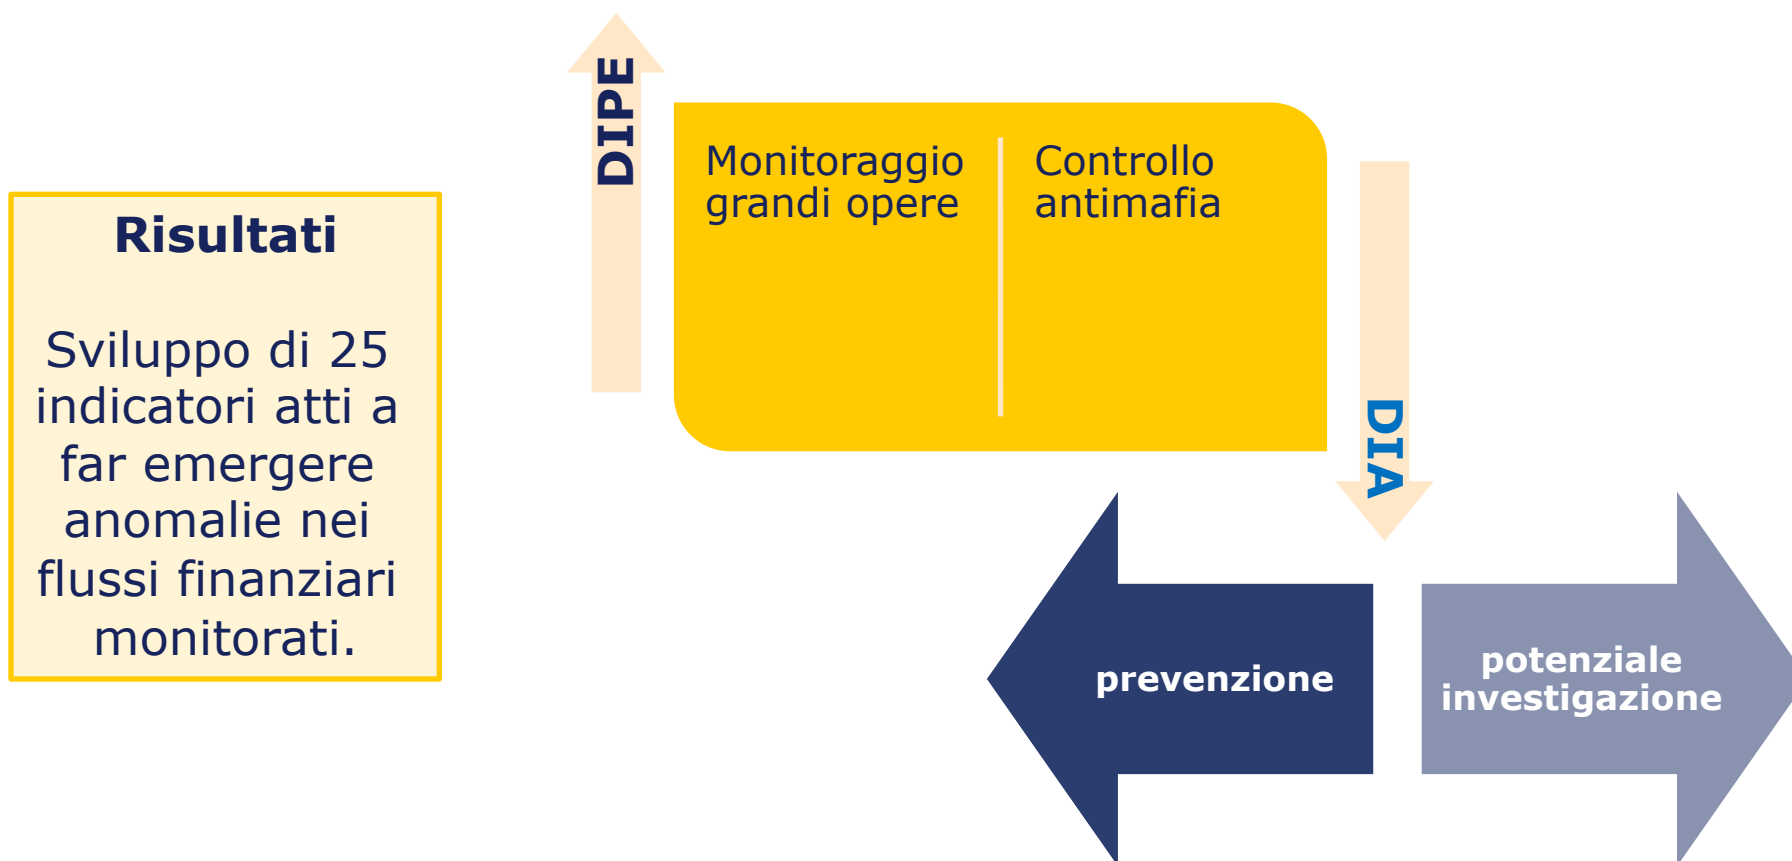 Risultati
Sviluppo di 25
indicatori atti a
far emergere
anomalie nei
flussi finanziari
monitorati.
DIPE
Monitoraggio
grandi opere
Controllo
antimafia
DIA
prevenzione
potenziale
investigazione